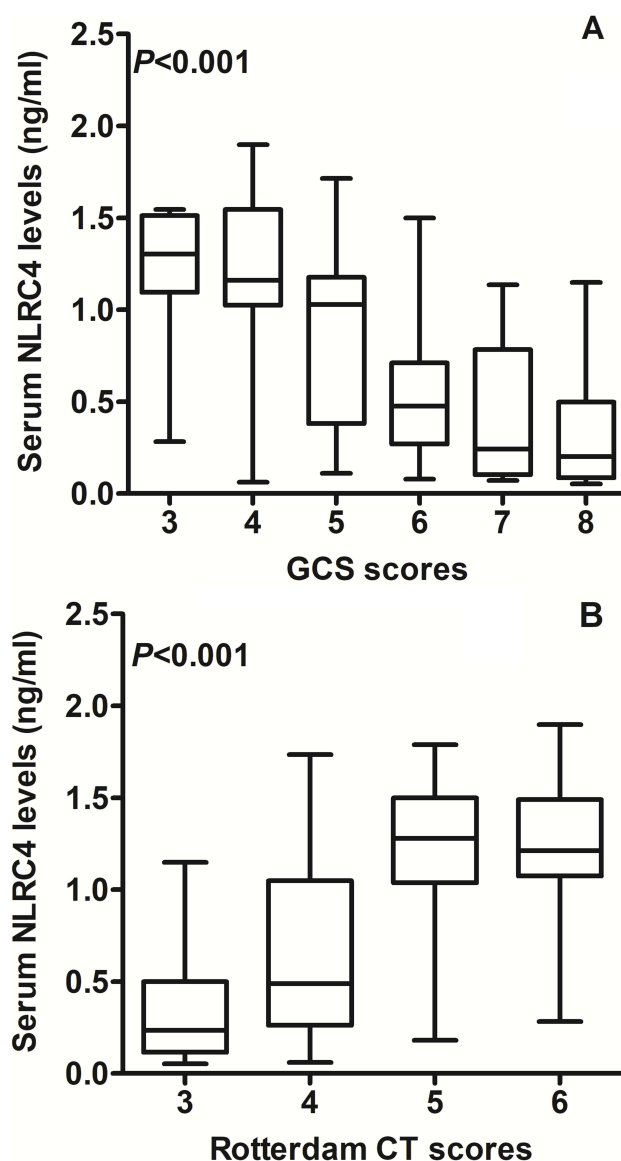 A
P<0.001
Serum NLRC4 levels (ng/ml)
2.5
2.0
1.5
1.0
0.5
0.0
3 4 5 6 7 8
GCS scores
B
P<0.001
Serum NLRC4 levels (ng/ml)
2.5
2.0
1.5
1.0
0.5
0.0
3 4 5 6
Rotterdam CT scores